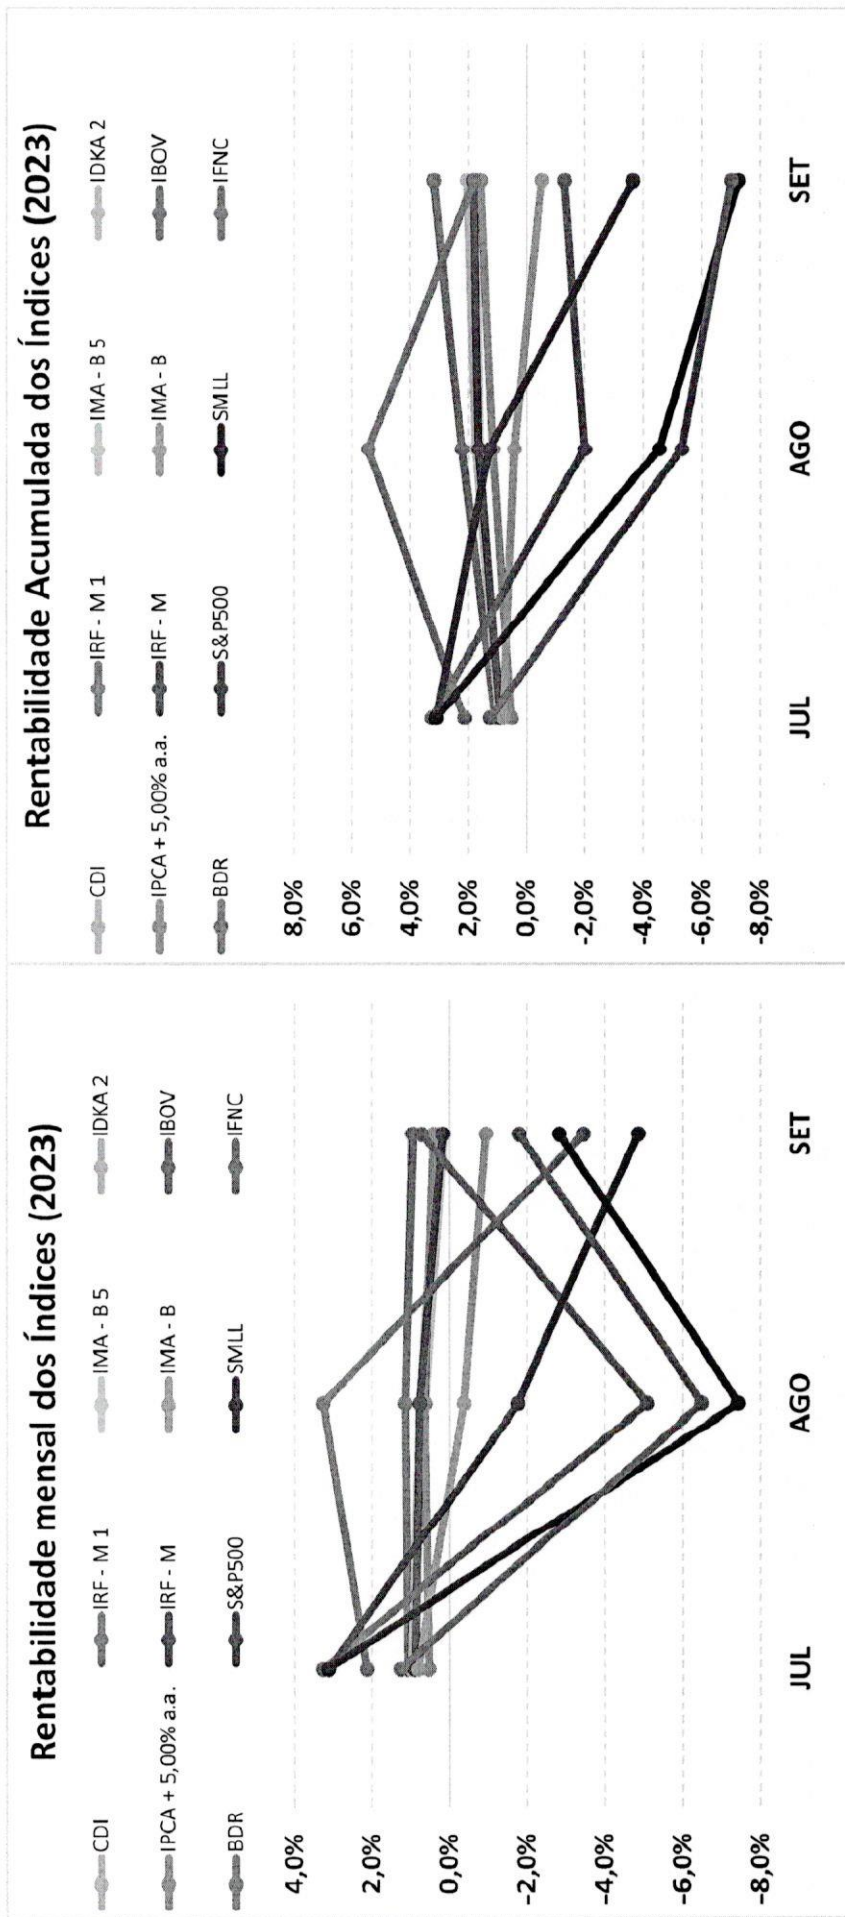 Rentabilidade mensal dos Índices (2023)
CDI IRF - M 1 IMA - B 5 IDKA 2
IPCA + 5,00% a.a. IRF - M IMA - B IBOV
BDR S&P500 SMLL IFNC
4,0%
2,0%
0,0%
-2,0%
-4,0%
-6,0%
-8,0%
JUL AGO SET
Rentabilidade Acumulada dos Índices (2023)
CDI IRF - M 1 IMA - B 5 IDKA 2
IPCA + 5,00% a.a. IRF - M IMA - B IBOV
BDR S&P500 SMLL IFNC
8,0%
6,0%
4,0%
2,0%
0,0%
-2,0%
-4,0%
-6,0%
-8,0%
JUL AGO SET